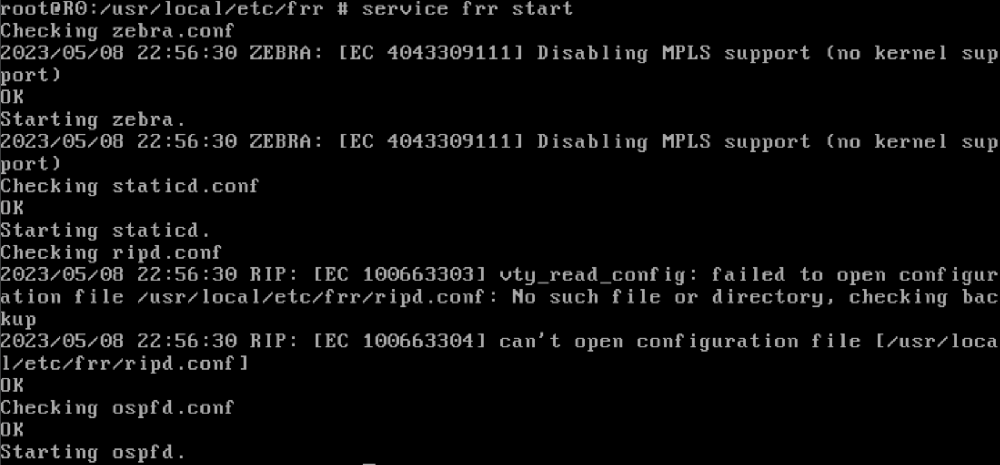 root@R0:/usr/local/etc/frr # service frr start
Checking zebra.conf
2023/05/08 22:56:30 ZEBRA: [EC 4043309111] Disabling MPLS support (no kernel sup
port)
OK
Starting zebra.
2023/05/08 22:56:30 ZEBRA: [EC 4043309111] Disabling MPLS support (no kernel sup
port)
Checking staticd.conf
OK
Starting staticd.
Checking ripd.conf
2023/05/08 22:56:30 RIP: [EC 100663303] vty_read_config: failed to open configur
ation file /usr/local/etc/frr/ripd.conf: No such file or directory, checking bac
kup
2023/05/08 22:56:30 RIP: [EC 100663304] can't open configuration file [/usr/loca
l/etc/frr/ripd.conf]
OK
Checking ospfd.conf
OK
Starting ospfd.